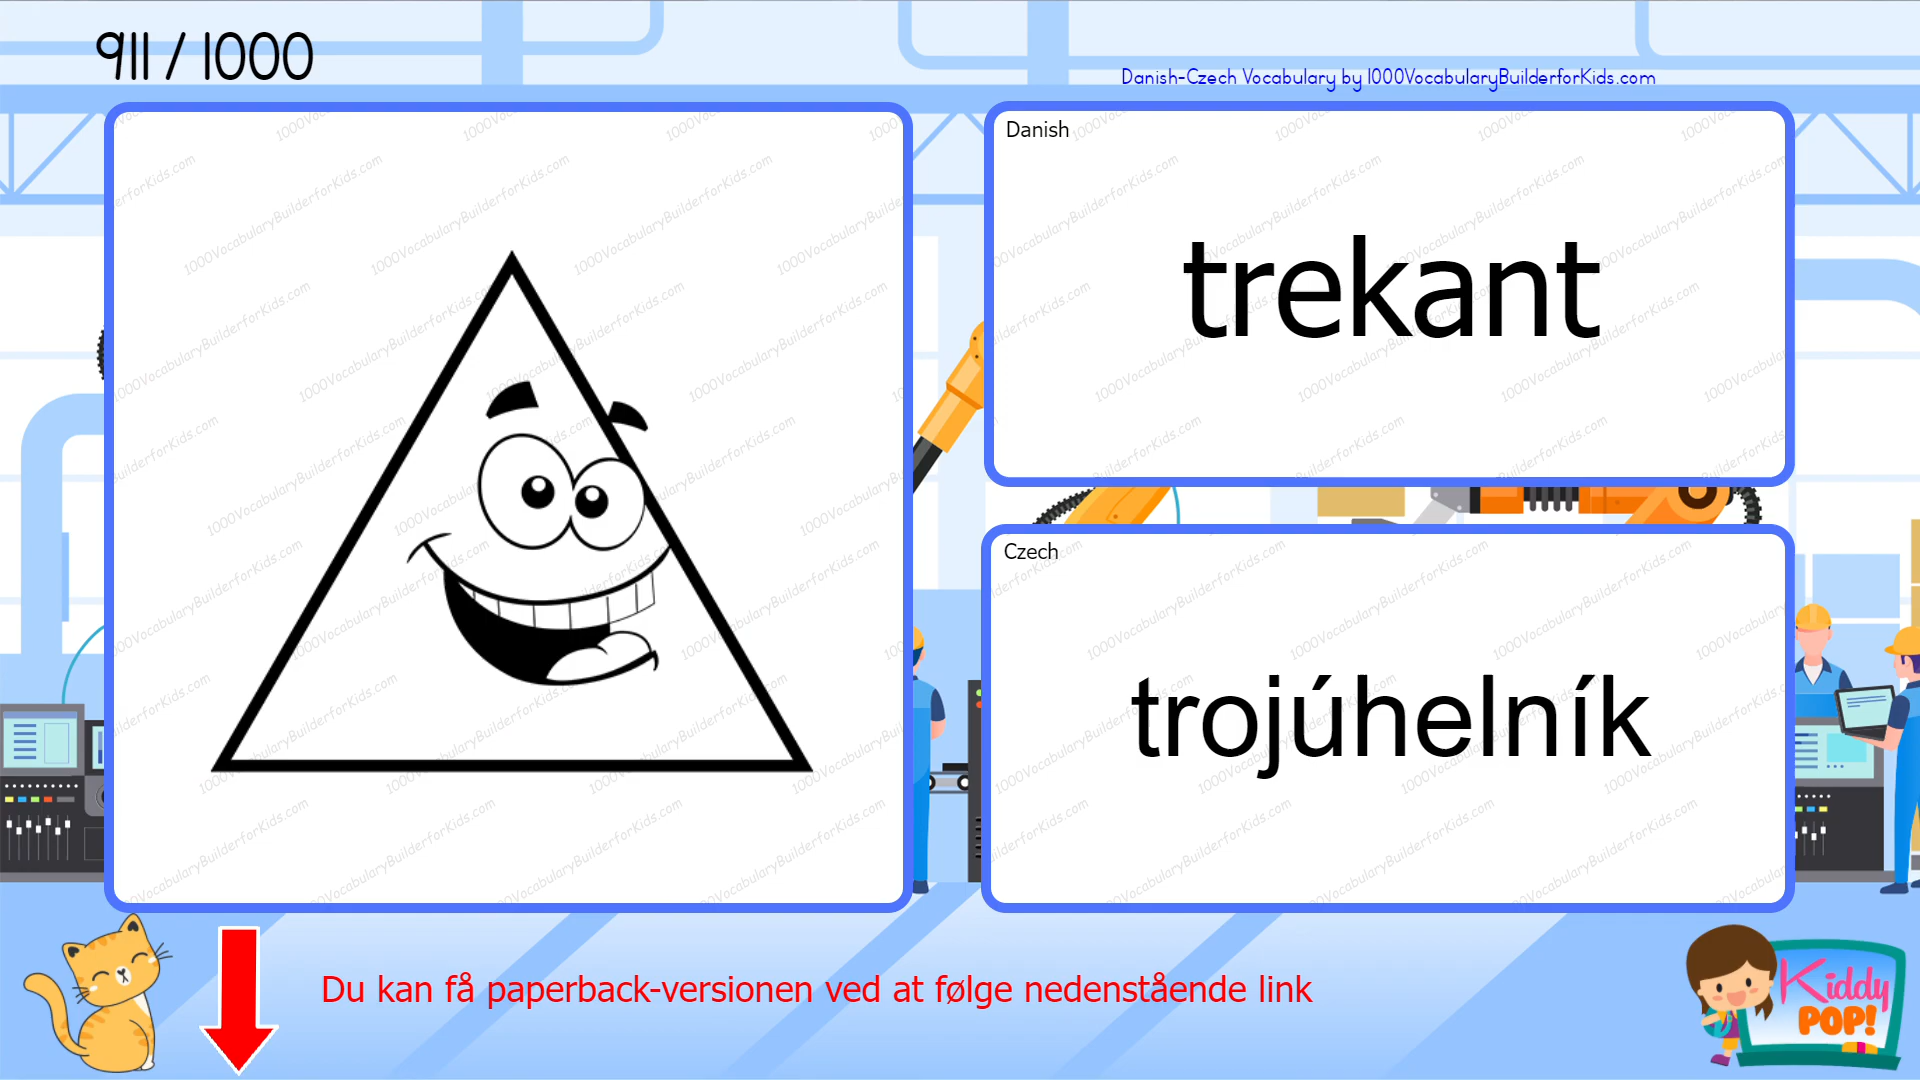 911 / 1000
Danish-Czech Vocabulary by 1000VocabularyBuilderforKids.com
Danish
trekant
Czech
trojúhelník
Du kan få paperback-versionen ved at følge nedenstående link
Kiddy
POP!